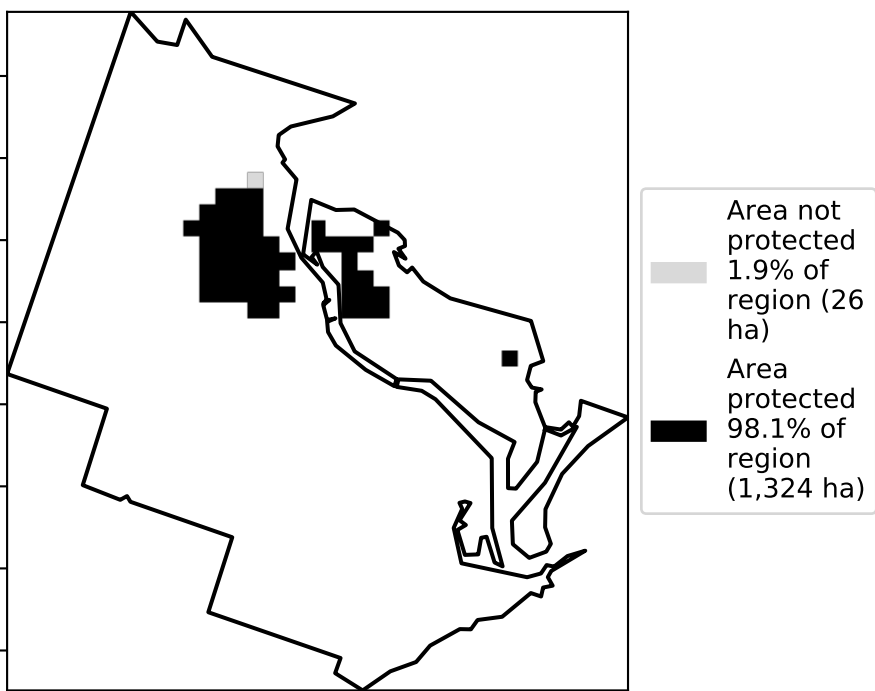 Area not
protected
1.9% of
region (26
ha)
Area
protected
98.1% of
region
(1,324 ha)